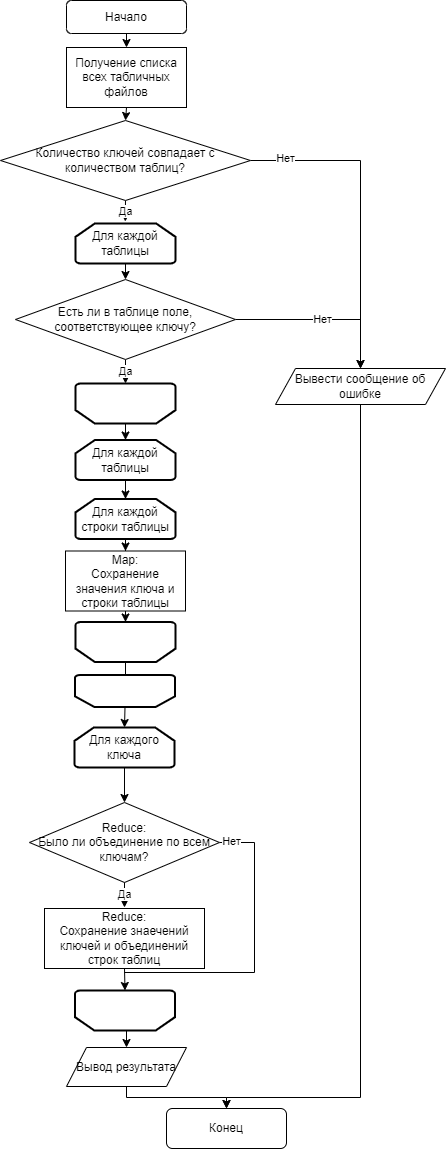 Начало
Получение списка
всех табличных
файлов
Количество ключей совпадает с
количеством таблиц?
Нет
Да
Для каждой
таблицы
Есть ли в таблице поле,
соответствующее ключу?
Нет
Да
Вывести сообщение об
ошибке
Для каждой
таблицы
Для каждой
строки таблицы
Map:
Сохранение
значения ключа и
строки таблицы
Для каждого
ключа
Reduce:
Было ли объединение по всем
ключам?
Нет
Да
Reduce:
Сохранение знаечений
ключей и объединений
строк таблиц
Вывод результата
Конец